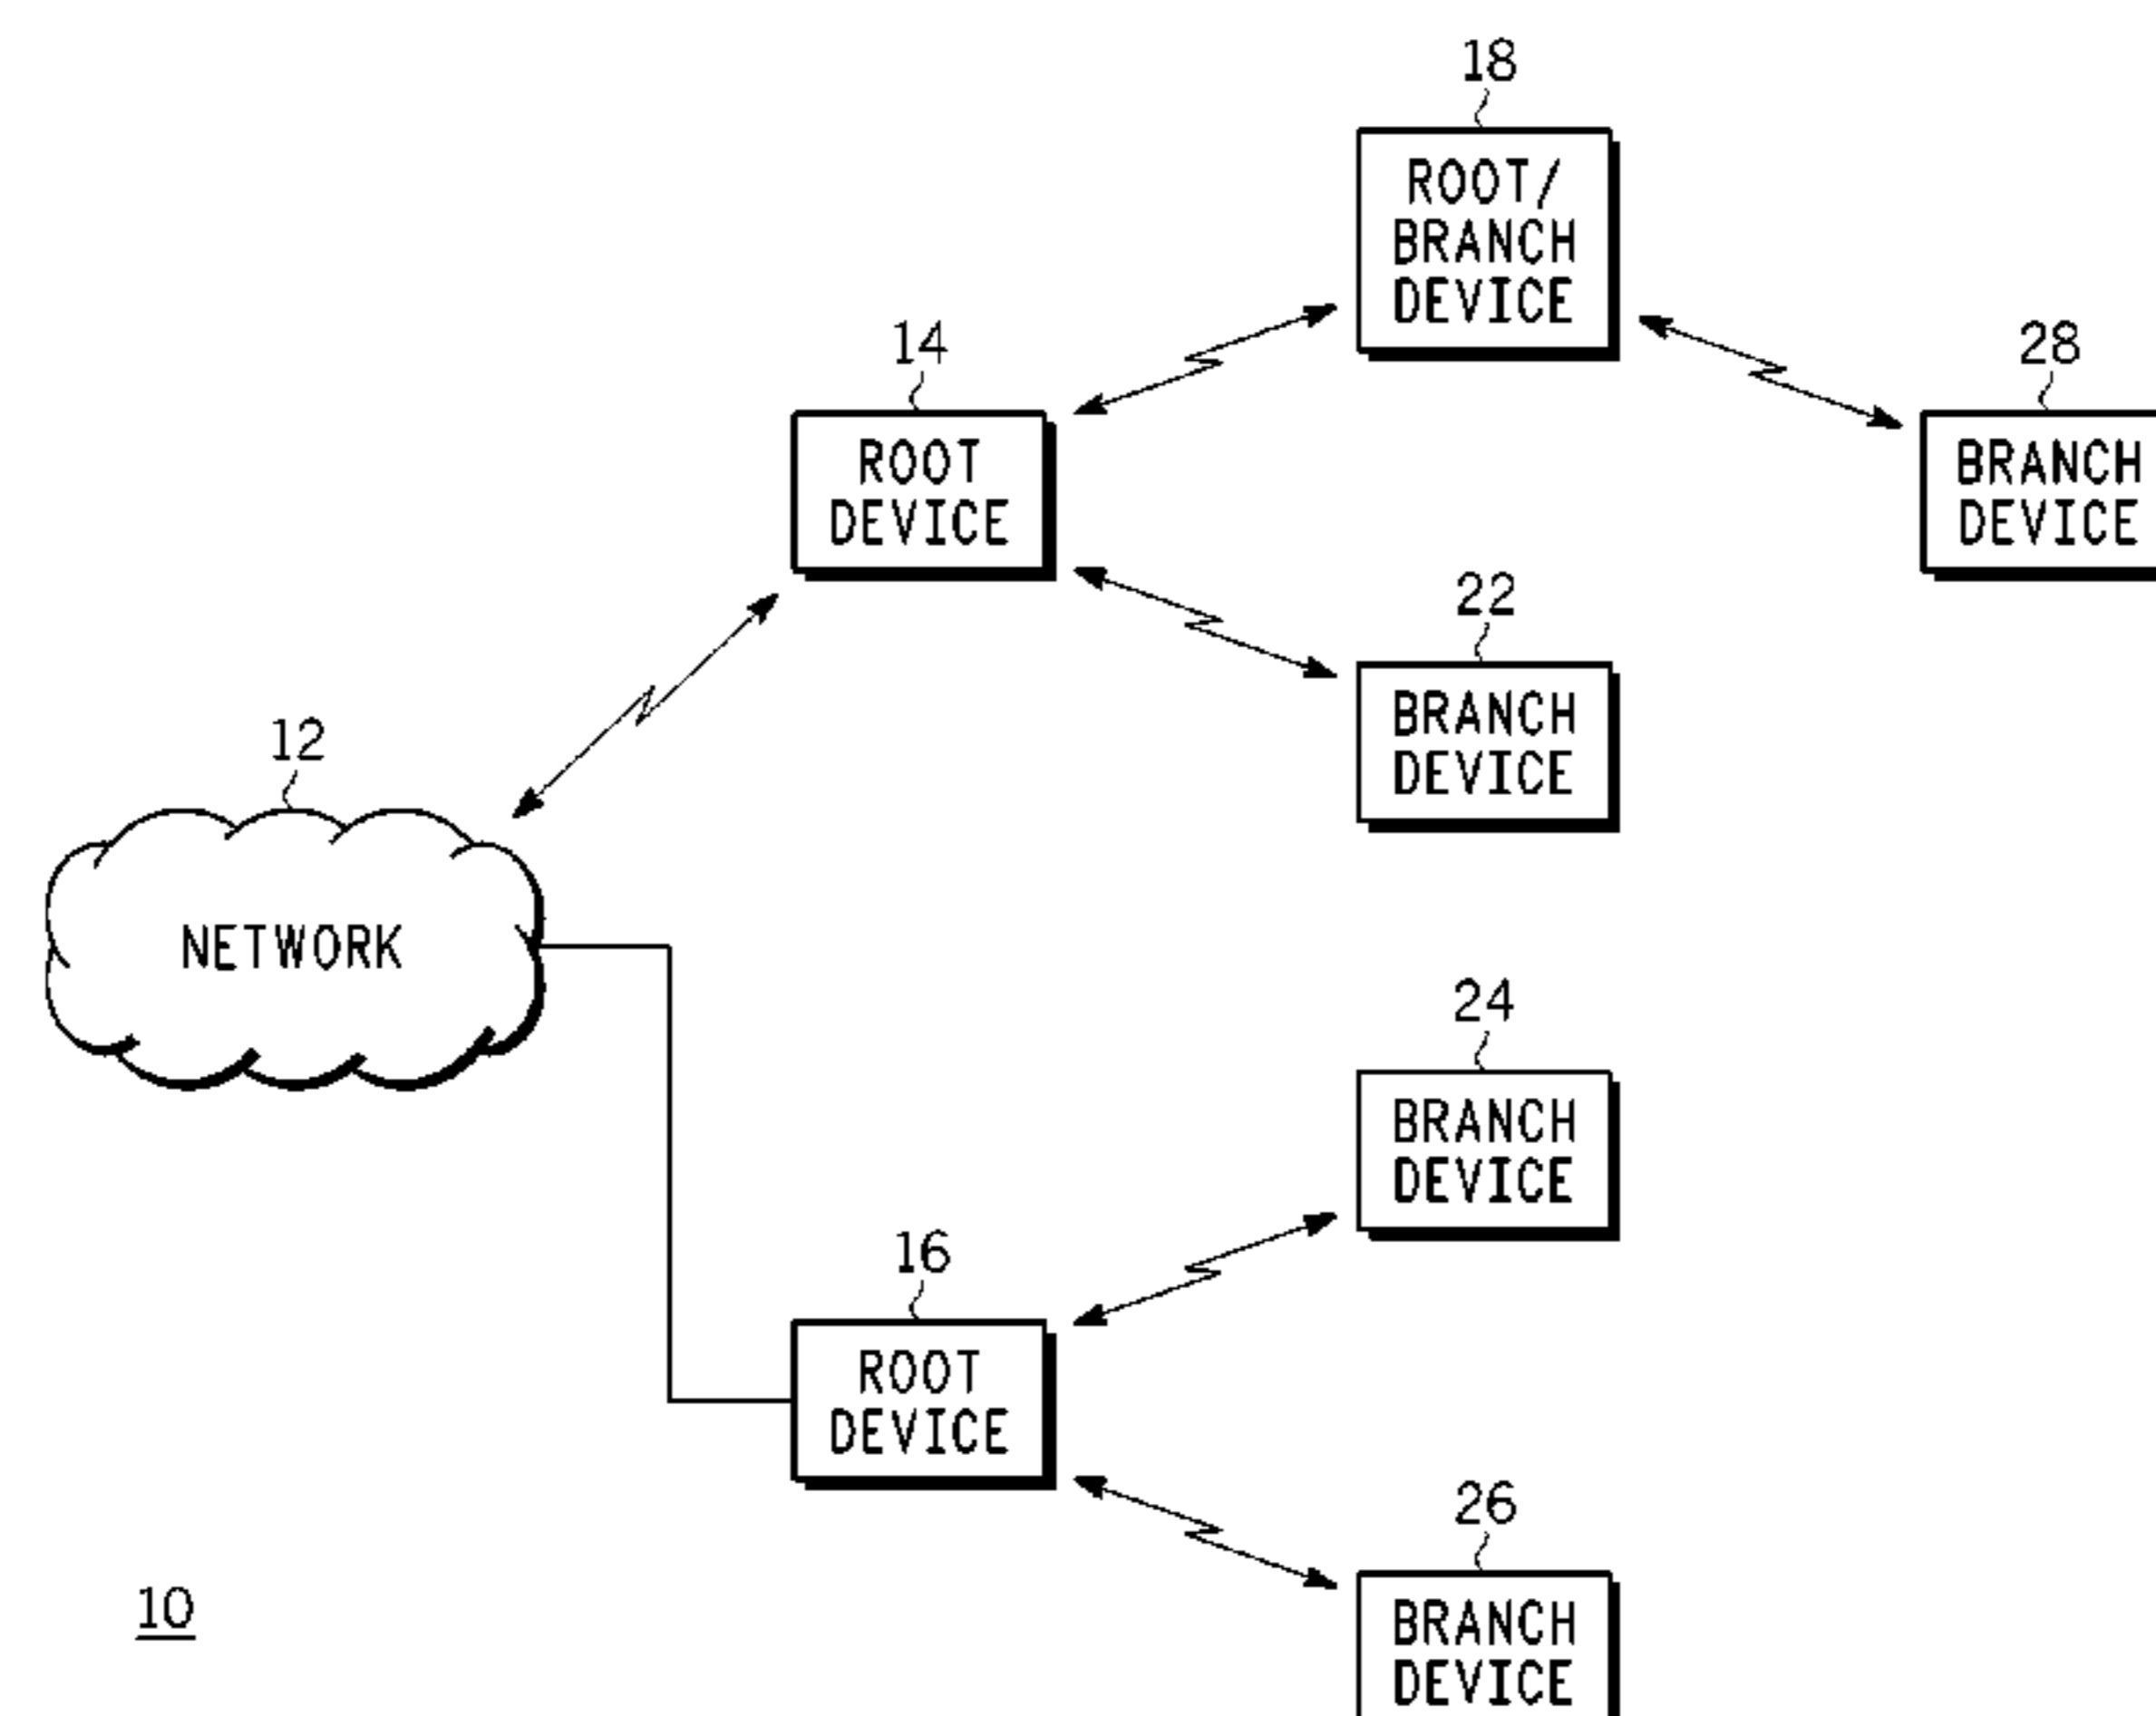 18
ROOT/
BRANCH
DEVICE
14
ROOT
DEVICE
28
BRANCH
DEVICE
22
BRANCH
DEVICE
12
NETWORK
24
BRANCH
DEVICE
16
ROOT
DEVICE
26
BRANCH
DEVICE
10